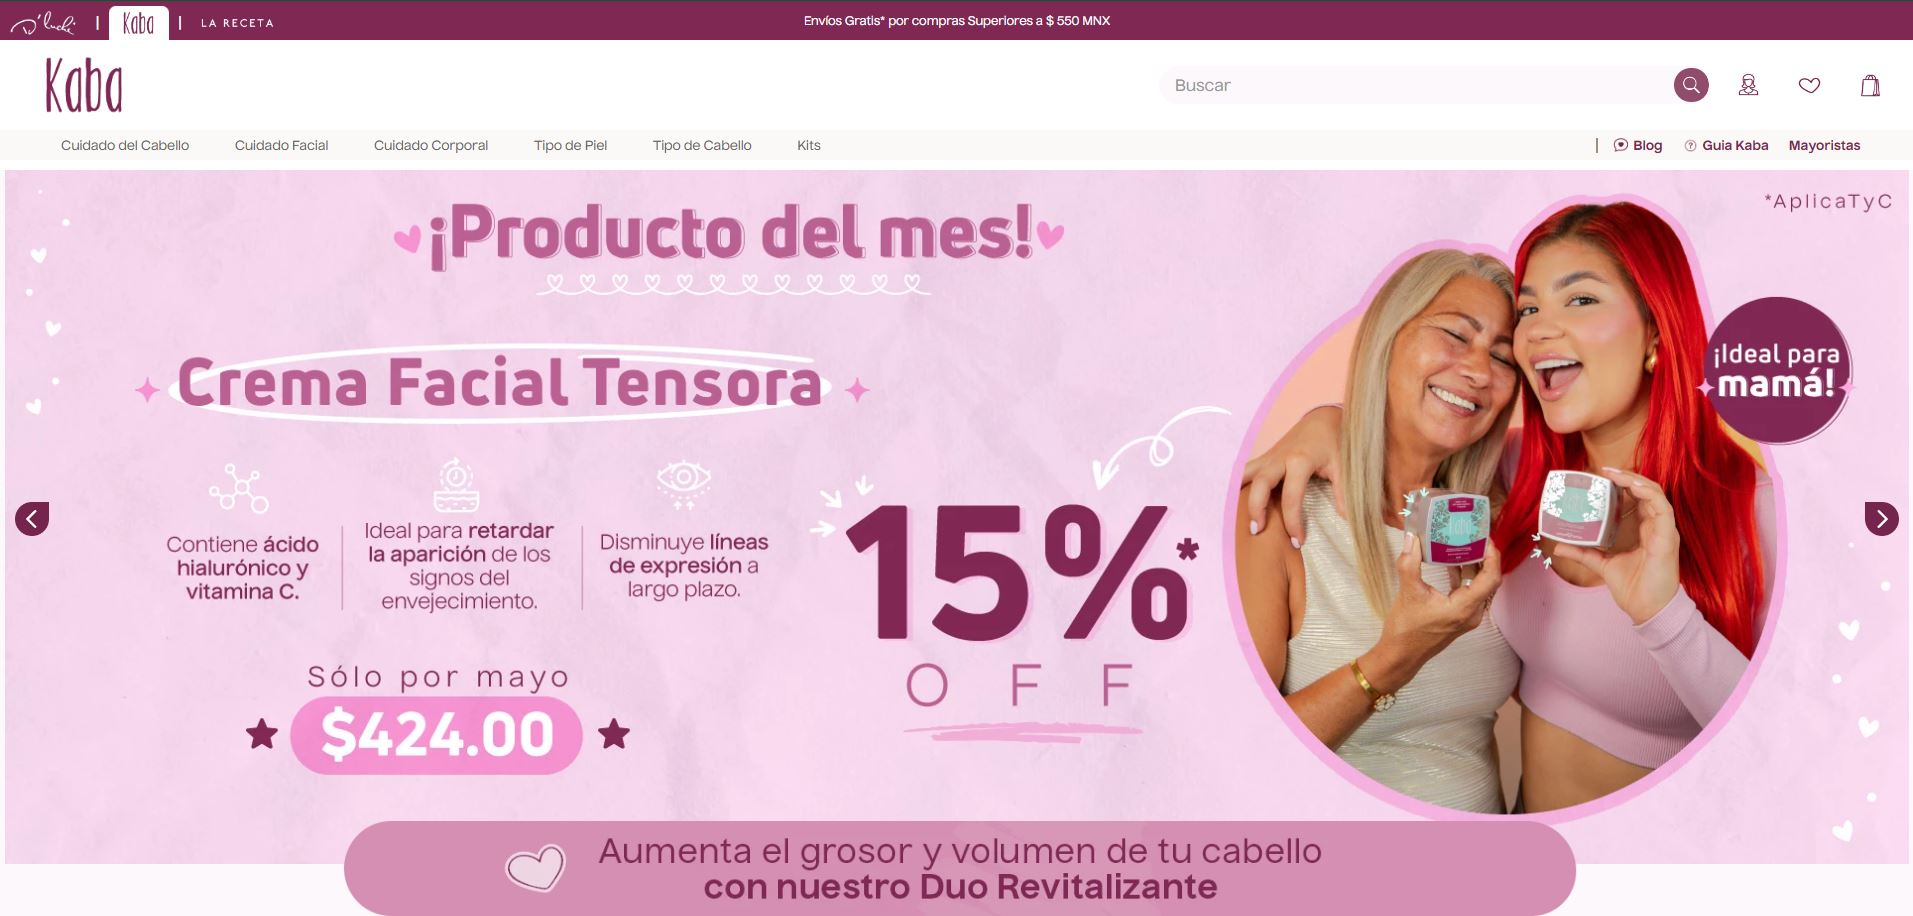 D'luchi
Kaba
LA RECETA
Envíos Gratis* por compras Superiores a $ 550 MNX
Kaba
Buscar
Cuidado del Cabello
Cuidado Facial
Cuidado Corporal
Tipo de Piel
Tipo de Cabello
Kits
Blog
Guia Kaba
Mayoristas
*AplicaTyC
¡Producto del mes!
Crema Facial Tensora
¡Ideal para
mamá!
Contiene ácido
hialurónico y
vitamina C.
Ideal para retardar
la aparición de los
signos del
envejecimiento.
Disminuye líneas
de expresión a
largo plazo.
15%*
OFF
Sólo por mayo
$424.00
Kaba
Aumenta el grosor y volumen de tu cabello
con nuestro Duo Revitalizante